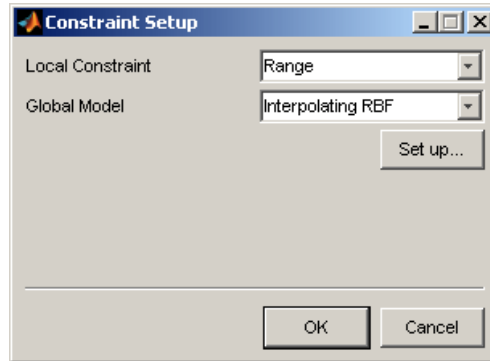 Constraint Setup
Local Constraint Range
Global Model Interpolating RBF
Set up...
OK Cancel